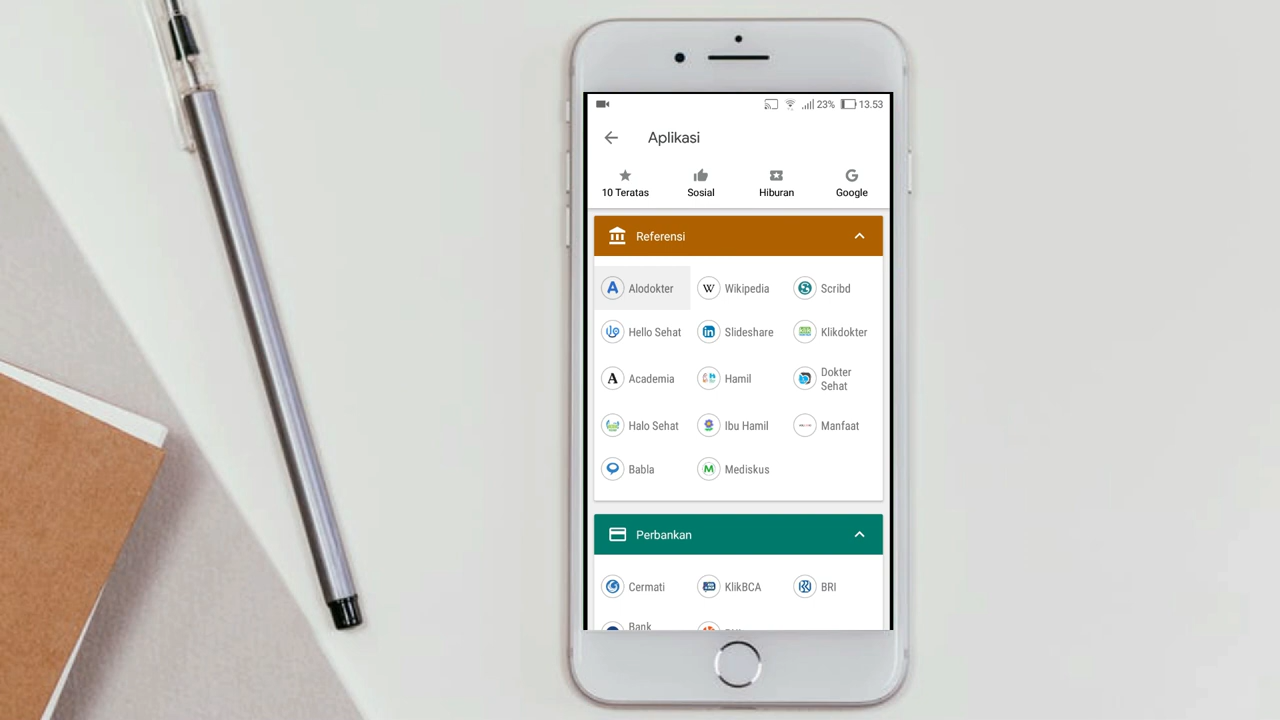 23% 13.53
Aplikasi
10 Teratas Sosial Hiburan Google
Referensi
Alodokter Wikipedia Scribd
Hello Sehat Slideshare Klikdokter
Academia Hamil Dokter
Sehat
Halo Sehat Ibu Hamil Manfaat
Babla Mediskus
Perbankan
Cermati KlikBCA BRI
Bank